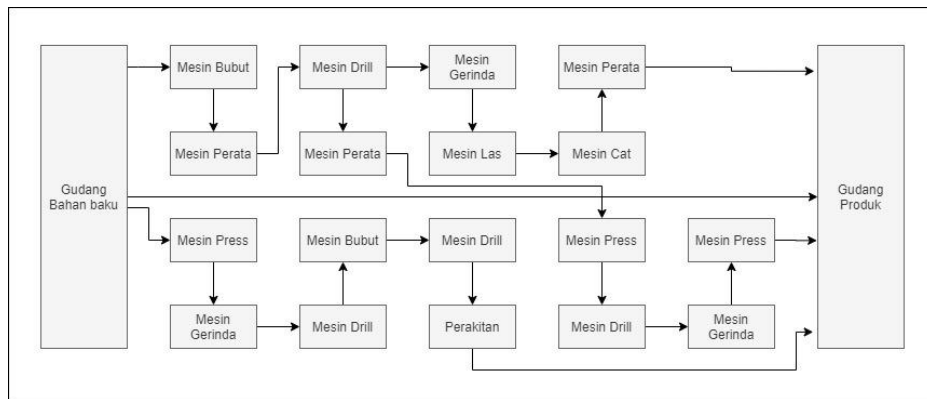 Mesin Bubut
Mesin Drill
Mesin
Gerinda
Mesin Perata
Mesin Perata
Mesin Perata
Mesin Las
Mesin Cat
Gudang
Bahan baku
Gudang
Produk
Mesin Press
Mesin Bubut
Mesin Drill
Mesin Press
Mesin Press
Mesin
Gerinda
Mesin Drill
Perakitan
Mesin Drill
Mesin
Gerinda